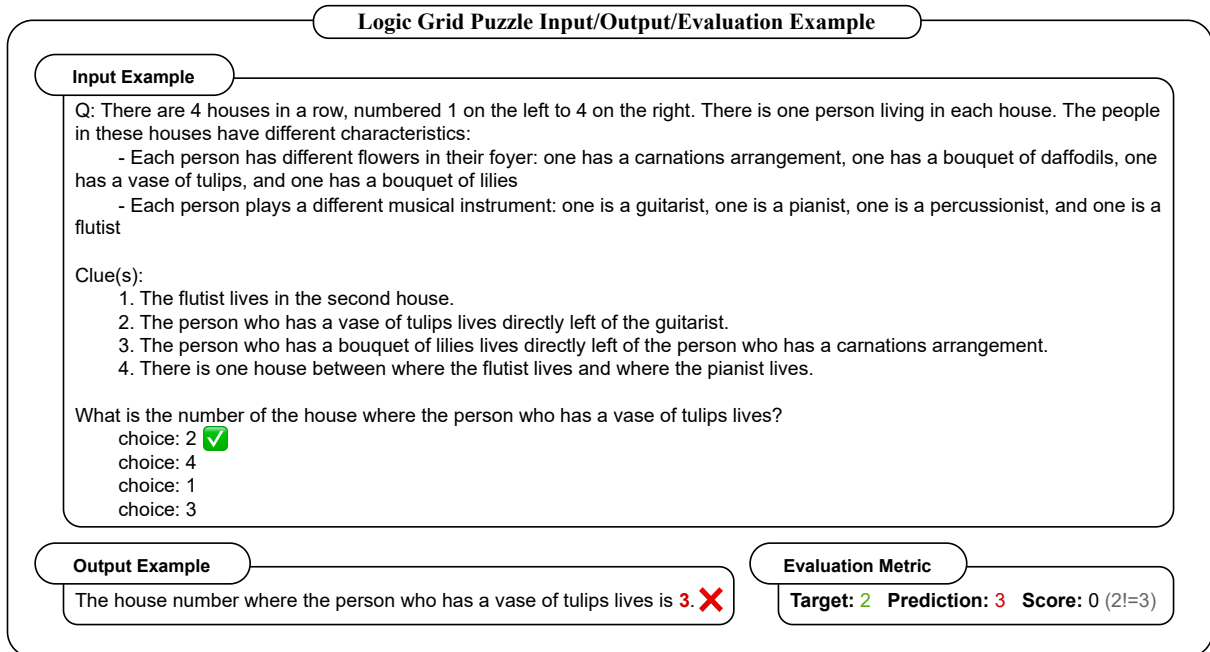 Logic Grid Puzzle Input/Output/Evaluation Example
Input Example
Q: There are 4 houses in a row, numbered 1 on the left to 4 on the right. There is one person living in each house. The people
in these houses have different characteristics:
- Each person has different flowers in their foyer: one has a carnations arrangement, one has a bouquet of daffodils, one
has a vase of tulips, and one has a bouquet of lilies
- Each person plays a different musical instrument: one is a guitarist, one is a pianist, one is a percussionist, and one is a
flutist
Clue(s):
1. The flutist lives in the second house.
2. The person who has a vase of tulips lives directly left of the guitarist.
3. The person who has a bouquet of lilies lives directly left of the person who has a carnations arrangement.
4. There is one house between where the flutist lives and where the pianist lives.
What is the number of the house where the person who has a vase of tulips lives?
choice: 2 ✅
choice: 4
choice: 1
choice: 3
Output Example
The house number where the person who has a vase of tulips lives is 3. ❌
Evaluation Metric
Target: 2 Prediction: 3 Score: 0 (2!=3)